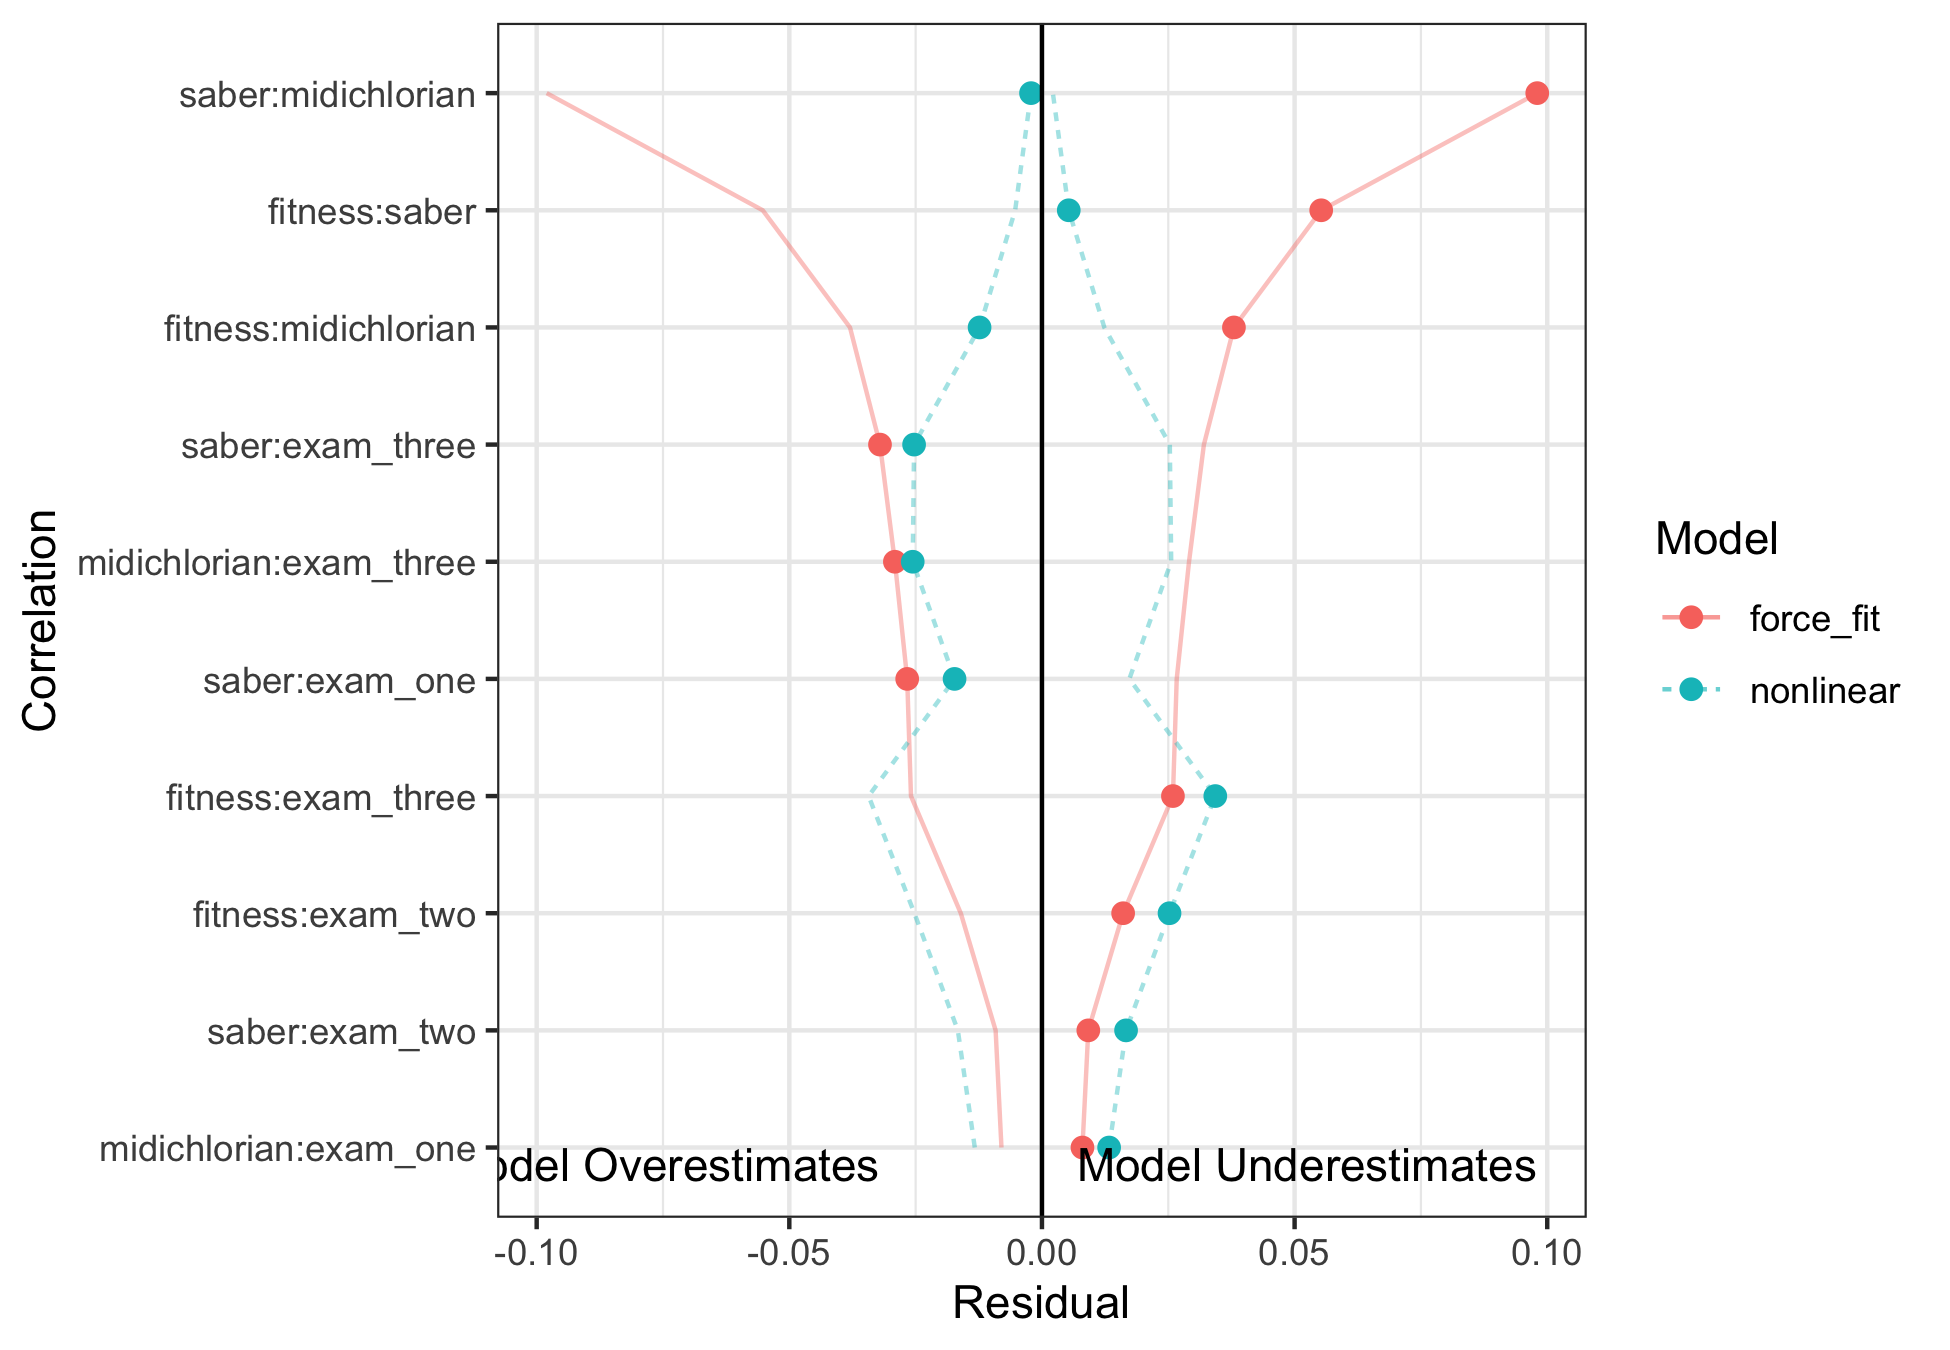 saber:midichlorian
fitness:saber
fitness:midichlorian
saber:exam_three
midichlorian:exam_three
saber:exam_one
fitness:exam_three
fitness:exam_two
saber:exam_two
midichlorian:exam_one
Correlation
odel Overestimates
Model Underestimates
-0.10
-0.05
0.00
0.05
0.10
Residual
Model
force_fit
nonlinear